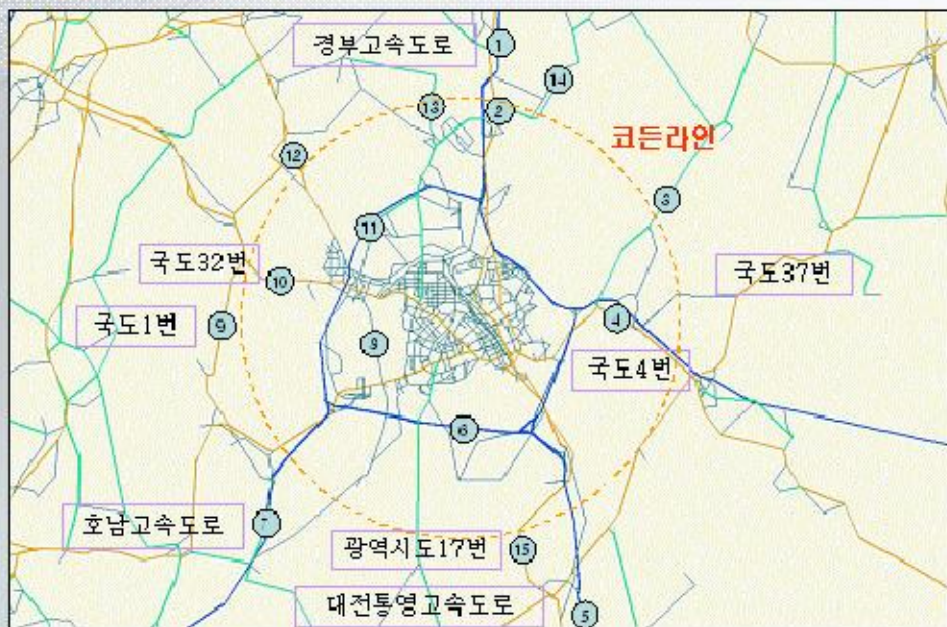 경부고속도로
1
14
13
2
코든라인
12
3
11
국도32번
국도37번
10
국도1번
9
4
9
국도4번
6
호남고속도로
7
광역시도17번
15
대전통영고속도로
5